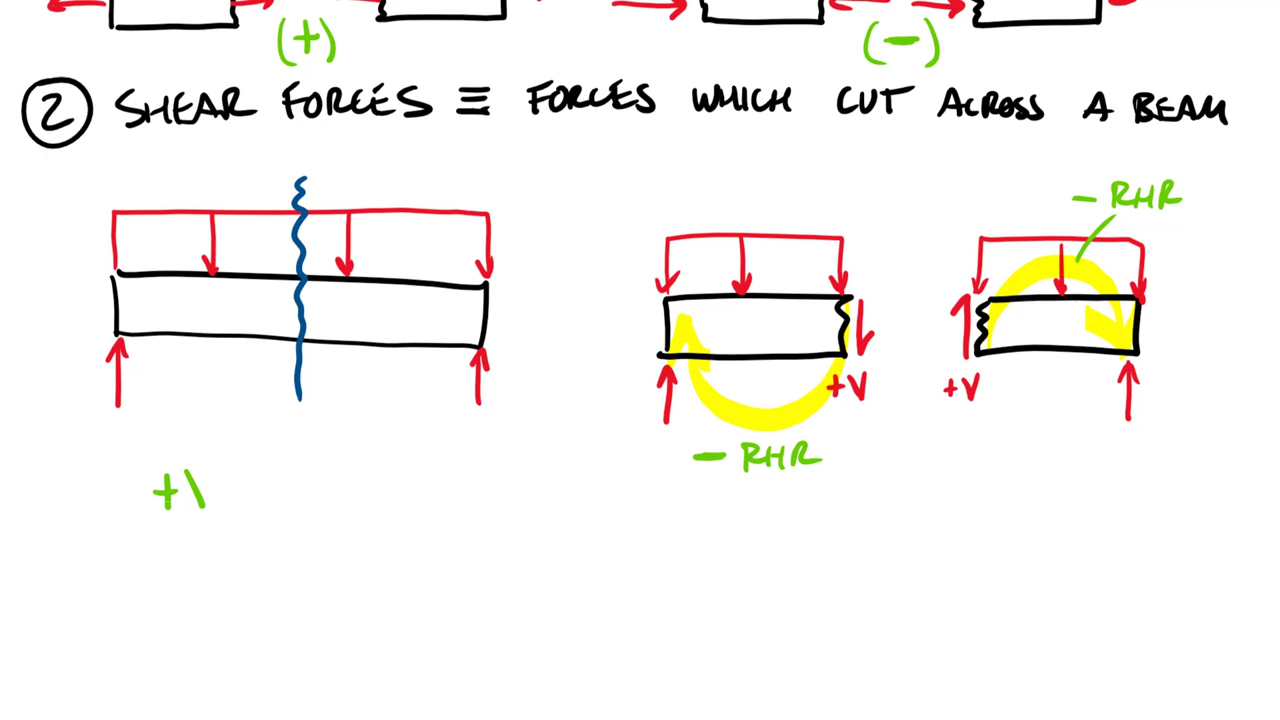 (+) (-)
② SHEAR FORCES ≡ FORCES WHICH CUT ACROSS A BEAM
- RHR
+V +V
- RHR
+\